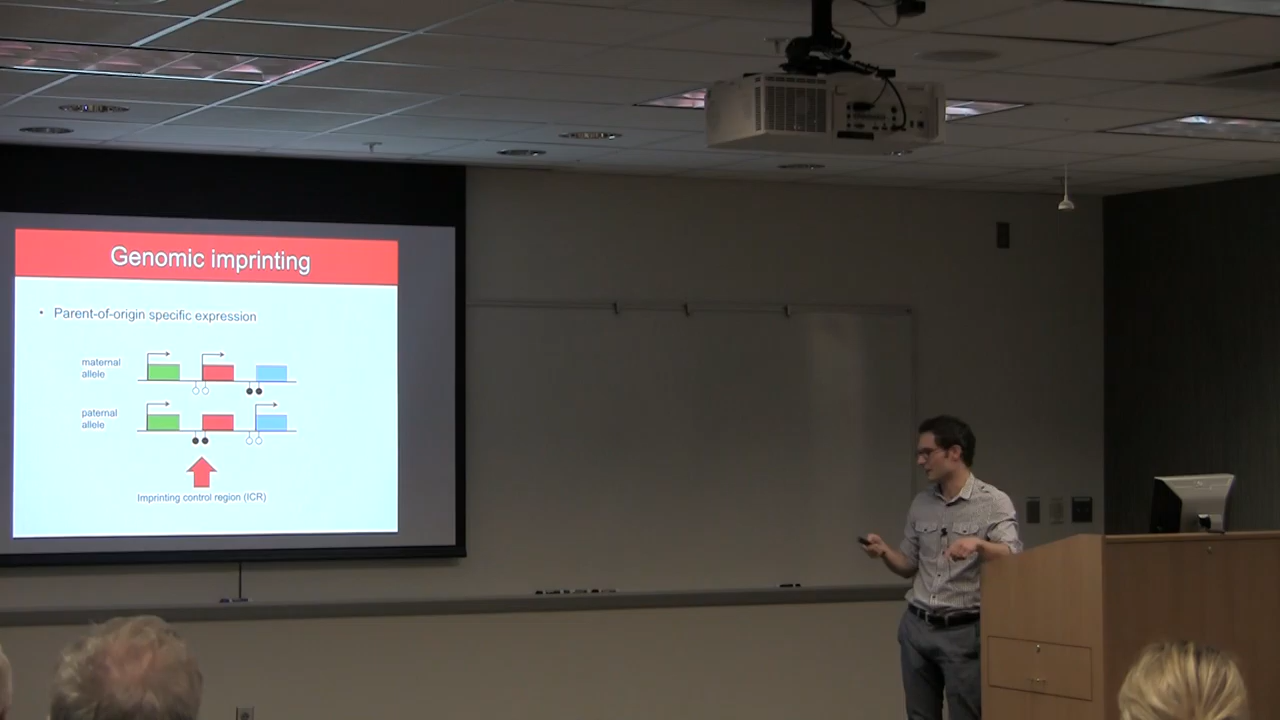 Genomic imprinting
• Parent-of-origin specific expression
maternal
allele
paternal
allele
Imprinting control region (ICR)